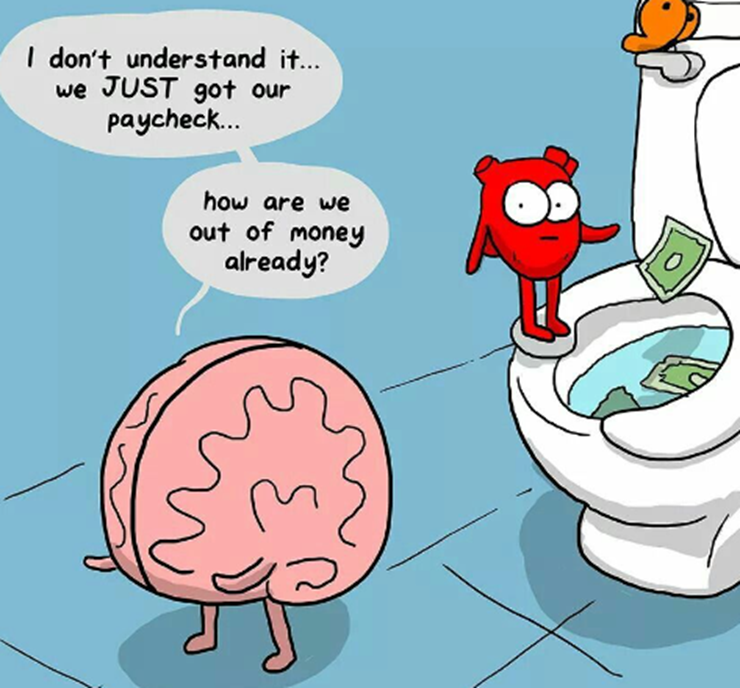 I don't understand it...
we JUST got our
paycheck...
how are we
out of money
already?